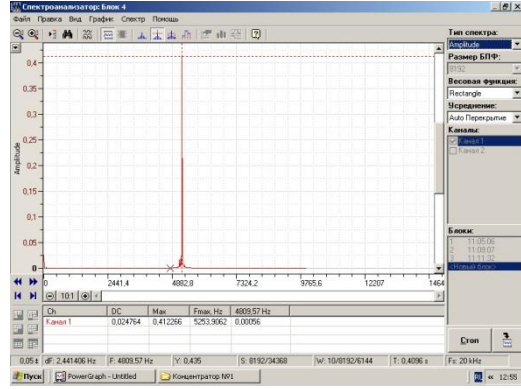 Спектроанализатор: Блок 4
Файл Правка Вид График Спектр Помощь
Тип спектра:
Amplitude
Размер БПФ:
8192
Весовая функция:
Rectangle
Усреднение:
Auto Перекрытие
Каналы:
Канал 1
Канал 2
Блоки:
1 11:05:06
2 11:09:07
3 11:11:32
<Новый блок>
Стоп
Amplitude
0,4
0,35
0,3
0,25
0,2
0,15
0,1
0,05
0
0 2441.4 4882.8 7324.2 9765.6 12207 1464
10:1
Ch DC Max Fmax, Hz 4809,57 Hz
Канал 1 0,024764 0,412266 5253,9062 0,00056
0,05 ± dF: 2,441406 Hz F: 4809,57 Hz Y: 0,435 S: 8192/34368 W: 10/8192/6144 T: 0,4096 s Fs: 20 kHz
Пуск PowerGraph - Untitled Концентратор №1 12:55